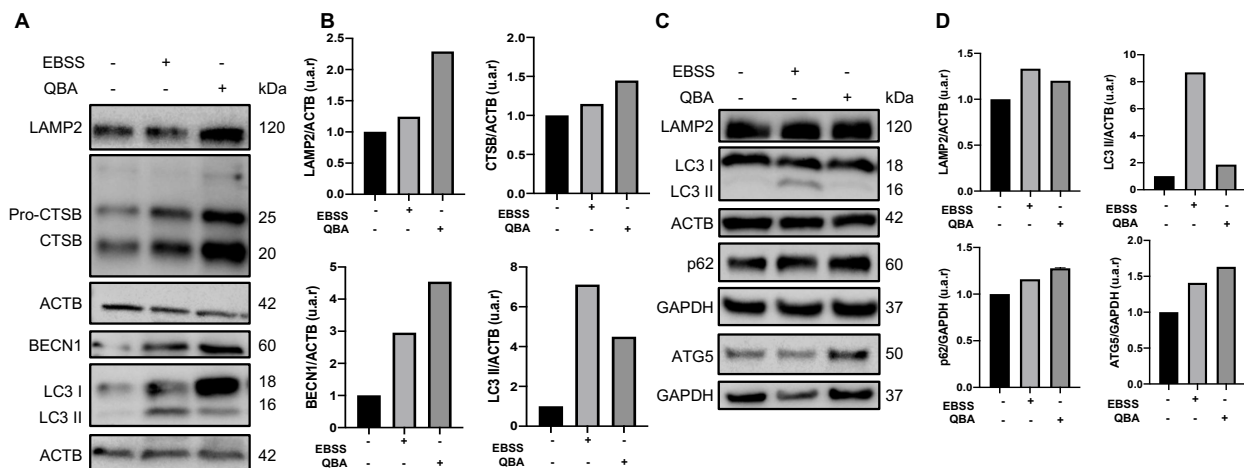 A
EBSS - + -
QBA - - + kDa
LAMP2 120
Pro-CTSB 25
CTSB 20
ACTB 42
BECN1 60
LC3 I 18
LC3 II 16
ACTB 42
B
LAMP2/ACTB (u.a.r)
2.5
2.0
1.5
1.0
0.5
0.0
EBSS - + -
QBA - - +
CTSB/ACTB (u.a.r)
2.0
1.5
1.0
0.5
0.0
EBSS - + -
QBA - - +
BECN1/ACTB (u.a.r)
5
4
3
2
1
0
EBSS - + -
QBA - - +
LC3 II/ACTB (u.a.r)
8
6
4
2
0
EBSS - + -
QBA - - +
C
EBSS - + -
QBA - - + kDa
LAMP2 120
LC3 I 18
LC3 II 16
ACTB 42
p62 60
GAPDH 37
ATG5 50
GAPDH 37
D
LAMP2/ACTB (u.a.r)
1.5
1.0
0.5
0.0
EBSS - + -
QBA - - +
LC3 II/ACTB (u.a.r)
10
8
6
4
2
0
EBSS - + -
QBA - - +
p62/GAPDH (u.a.r)
1.5
1.0
0.5
0.0
EBSS - + -
QBA - - +
ATG5/GAPDH (u.a.r)
2.0
1.5
1.0
0.5
0.0
EBSS - + -
QBA - - +